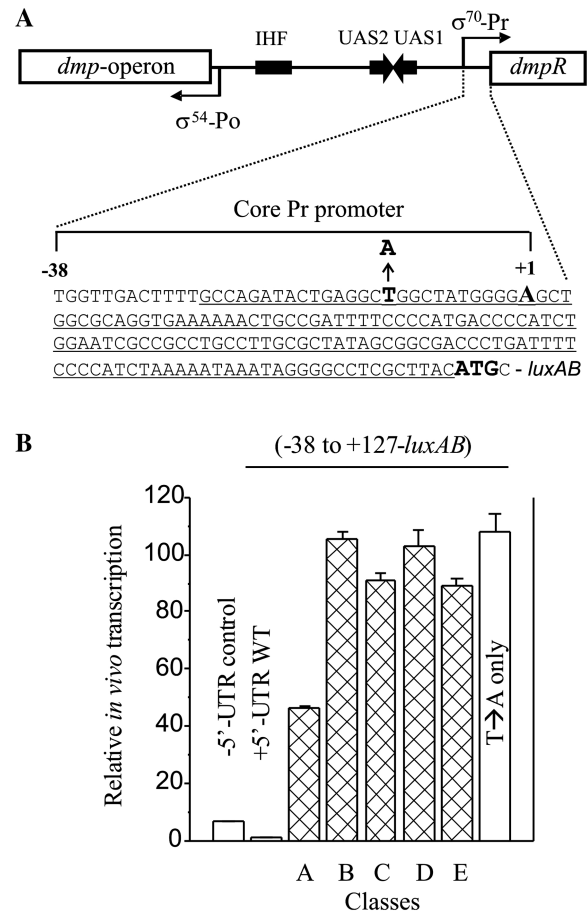 A
σ70-Pr
IHF
UAS2 UAS1
dmp-operon
dmpR
σ54-Po
Core Pr promoter
A
-38
+1
TGGTTGACTTTTGCCAGATACTGAGGCTGGCTATGGGGAGCT
GGCGCAGGTGAAAAAACTGCCGATTTTCCCCATGACCCCATCT
GGAATCGCCGCCTGCCTTGCGCTATAGCGGCGACCCTGATTTT
CCCCATCTAAAAATAAATAGGGGCCTCGCTTACATGC - luxAB
B
(-38 to +127-luxAB)
Relative in vivo transcription
120
100
80
60
40
20
0
-5'-UTR control
+5'-UTR WT
T→A only
A B C D E
Classes